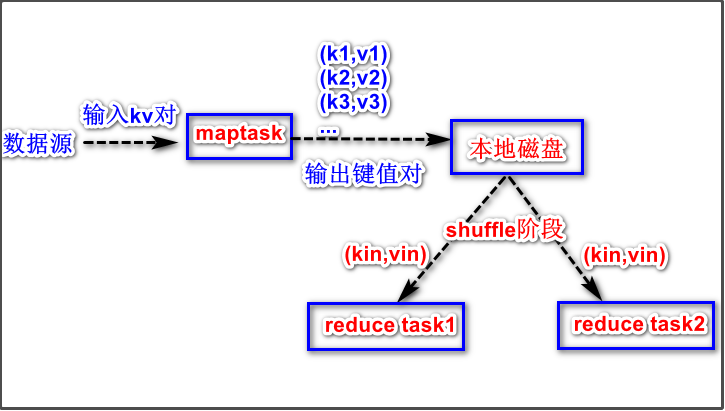 (k1,v1)
(k2,v2)
(k3,v3)
...
输入kv对
数据源
maptask
本地磁盘
输出键值对
shuffle阶段
(kin,vin)
(kin,vin)
reduce task1
reduce task2